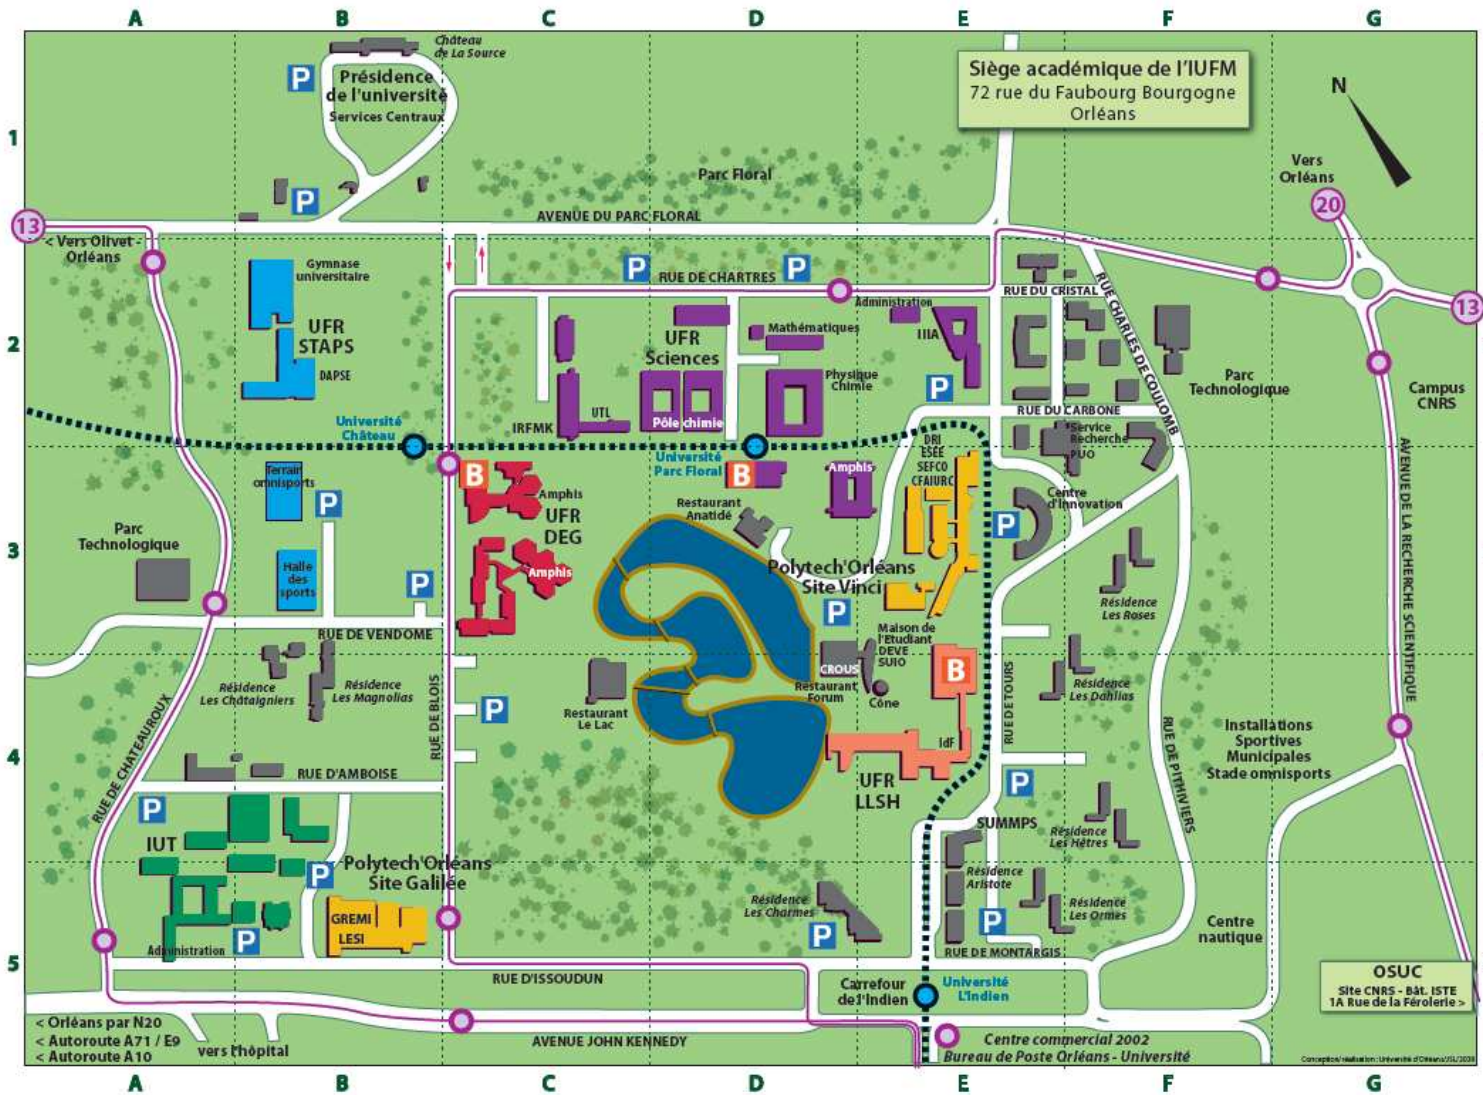 A B C D E F G
Château
de La Source
P
Présidence
de l'université
Services Centraux
Siège académique de l'IUFM
72 rue du Faubourg Bourgogne
Orléans
N
1
Vers
Orléans
Parc Floral
P
20
AVENUE DU PARC FLORAL
13
< Vers Olivet -
Orléans
Gymnase
universitaire
P
RUE DE CHARTRES
P
RUE DU CRISTAL
Administration
13
RUE CHARLES DE COULOMB
UFR
STAPS
2
UFR
Sciences
Mathématiques
IIIA
2
DAPSE
Physique
Chimie
Parc
Technologique
Campus
CNRS
P
UTL
IRFMK
Pôle chimie
RUE DU CARBONE
Université
Château
Service
Recherche
PUO
Université
Parc Floral
DRI
ESEE
SEFCO
CFAIURC
Terrain
omnisports
B
Amphis
B
Amphis
P
Restaurant
Anatidé
Centre
d'innovation
P
UFR
DEG
AVENUE DE LA RECHERCHE SCIENTIFIQUE
Parc
Technologique
3
3
Halle
des
sports
P
Amphis
Polytech'Orléans
Site Vinci
P
Résidence
Les Roses
RUE DE VENDOME
Maison de
l'Etudiant
DEVE
SUIO
CROUS
B
Résidence
Les Châtaigniers
Résidence
Les Magnolias
Restaurant
Forum
Cône
RUE DE TOURS
Résidence
Les Dahlias
P
Restaurant
Le Lac
RUE DE BLOIS
RUE DE CHATEAUROUX
Installations
Sportives
Municipales
Stade omnisports
IdF
4
4
RUE D'AMBOISE
UFR
LLSH
RUE DE PITHIVIERS
P
P
IUT
SUMMPS
Résidence
Les Hêtres
Polytech'Orléans
Site Galilée
P
Résidence
Aristote
Résidence
Les Charmes
Résidence
Les Ormes
GREMI
LESI
P
P
P
Centre
nautique
Administration
RUE DE MONTARGIS
5
5
RUE D'ISSOUDUN
Carrefour
de l'Indien
Université
L'Indien
OSUC
Site CNRS - Bât. ISTE
1A Rue de la Férolerie >
< Orléans par N20
< Autoroute A71 / E9
< Autoroute A10
vers l'hôpital
AVENUE JOHN KENNEDY
Centre commercial 2002
Bureau de Poste Orléans - Université
A B C D E F G